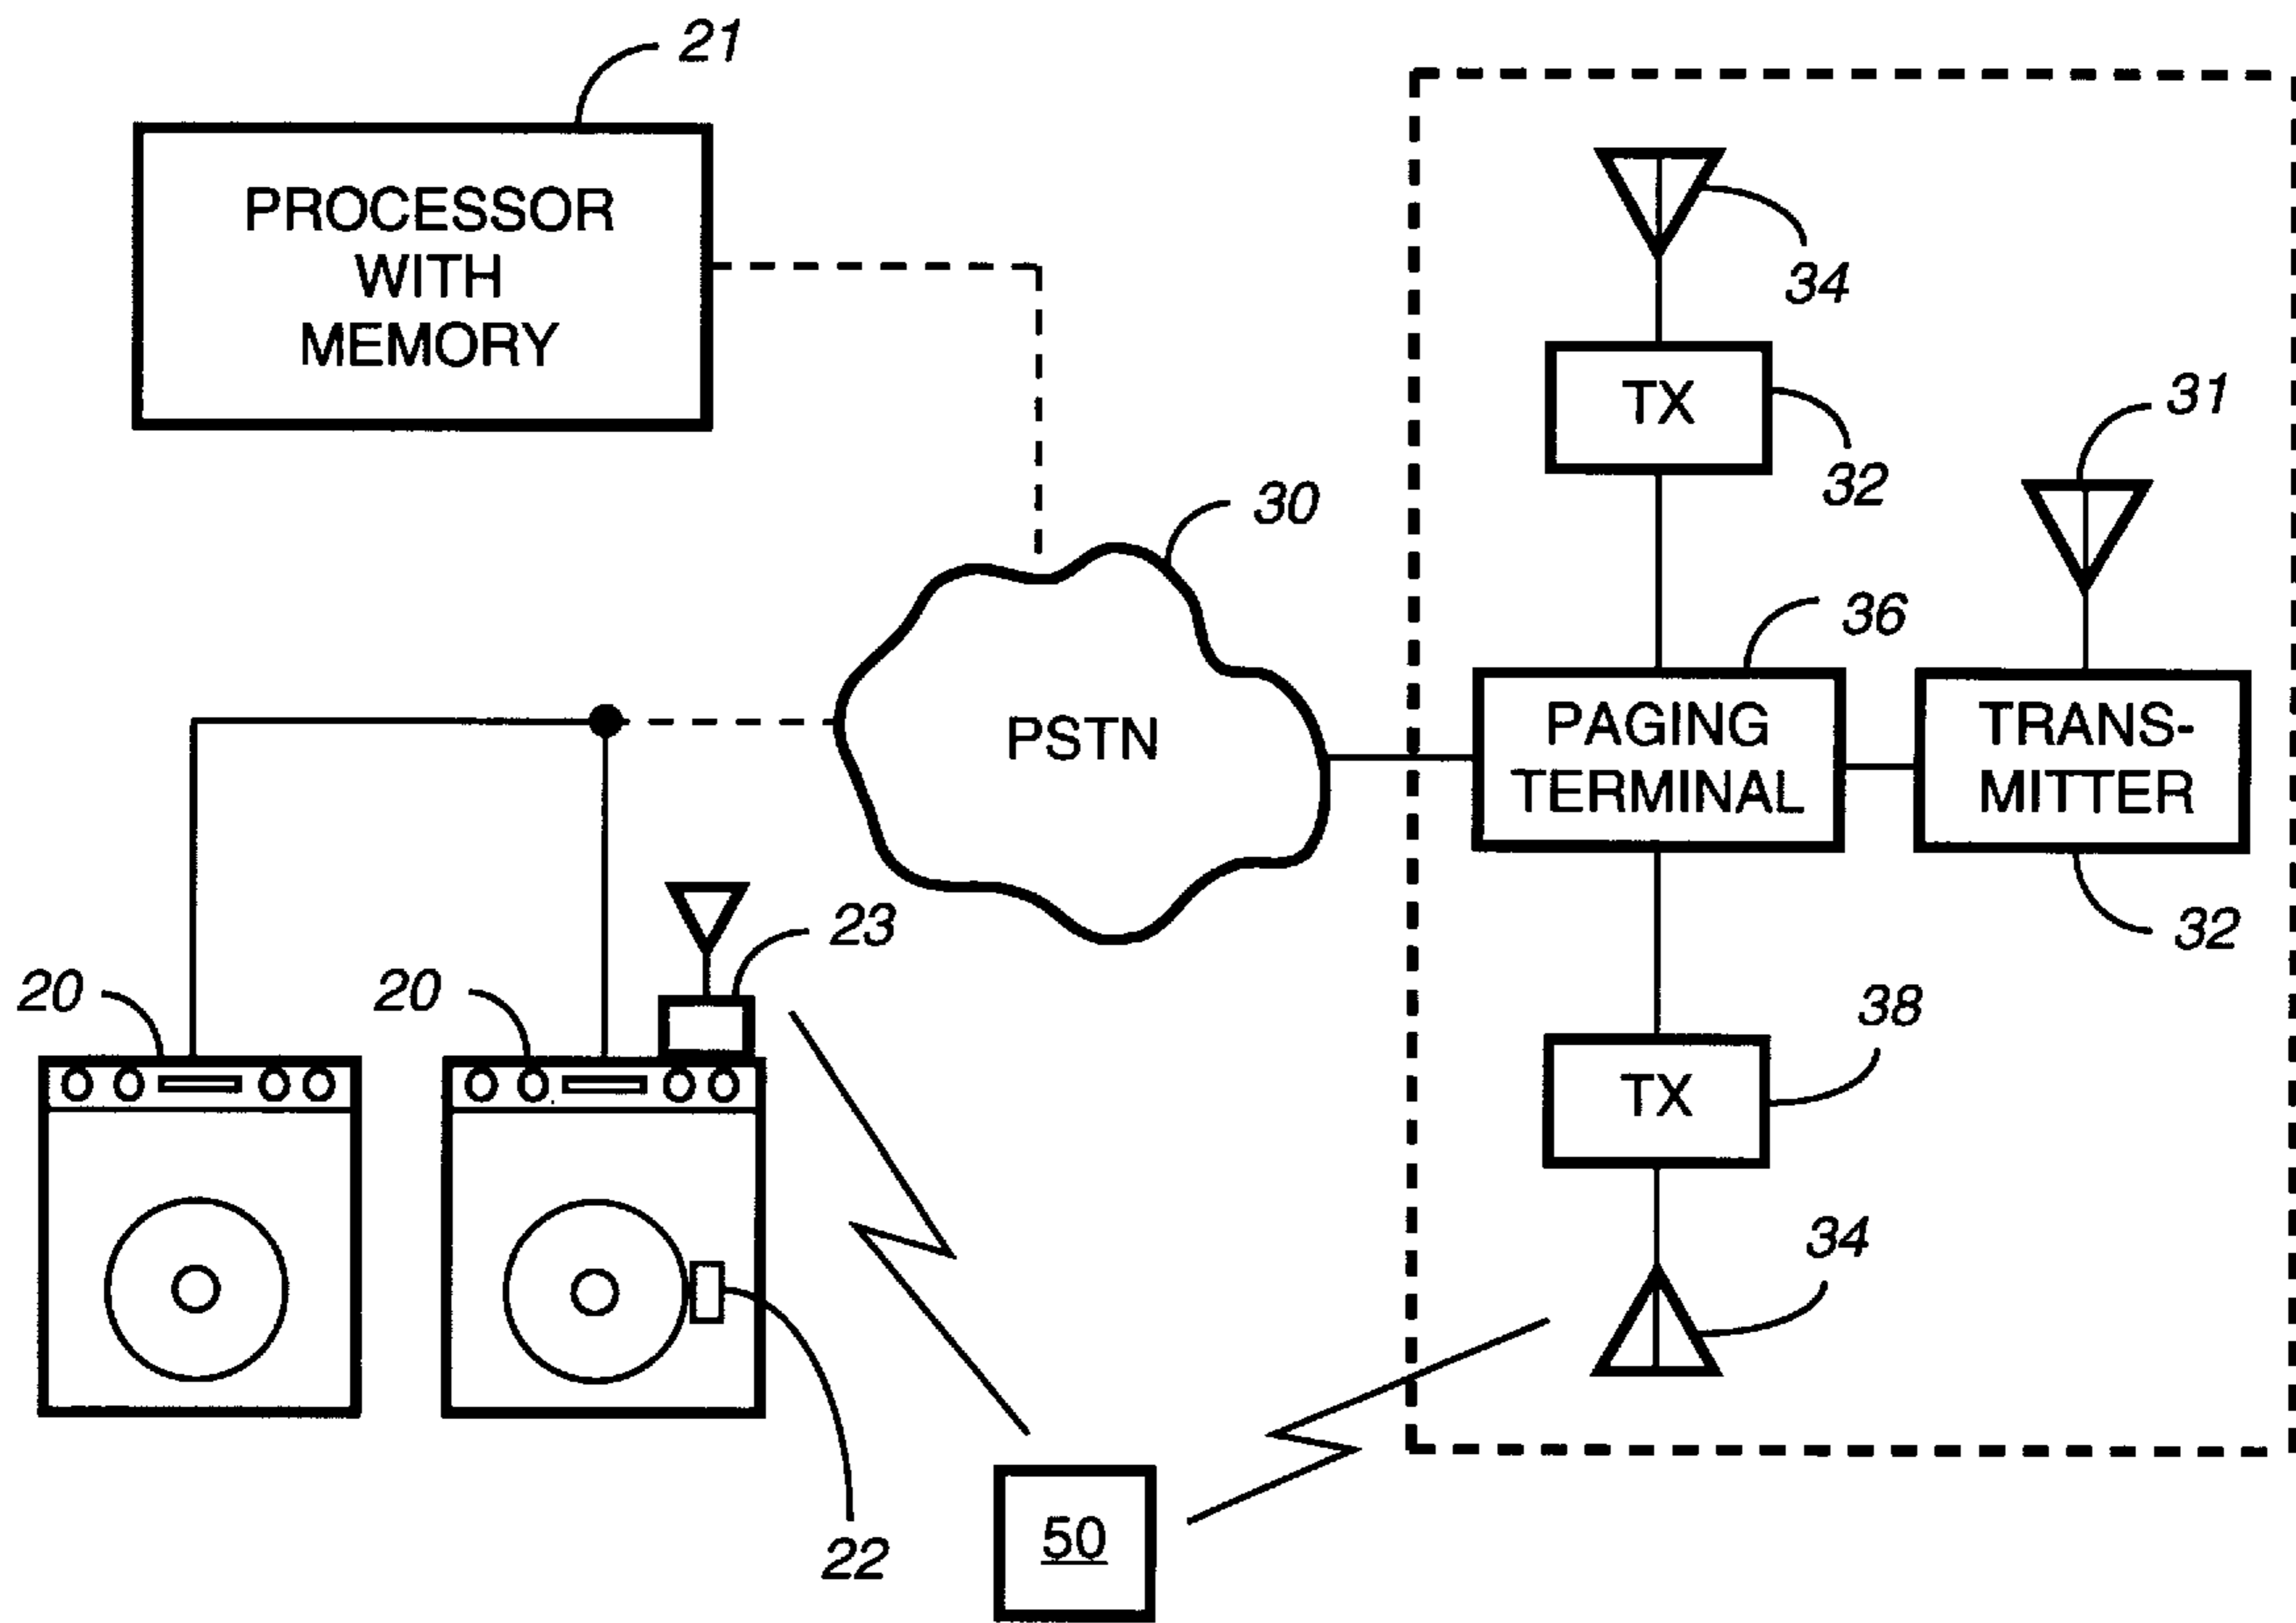 21
PROCESSOR
WITH
MEMORY
34
TX
32
31
30
36
PSTN
PAGING
TERMINAL
TRANS-
MITTER
32
23
20
20
38
TX
34
22
50